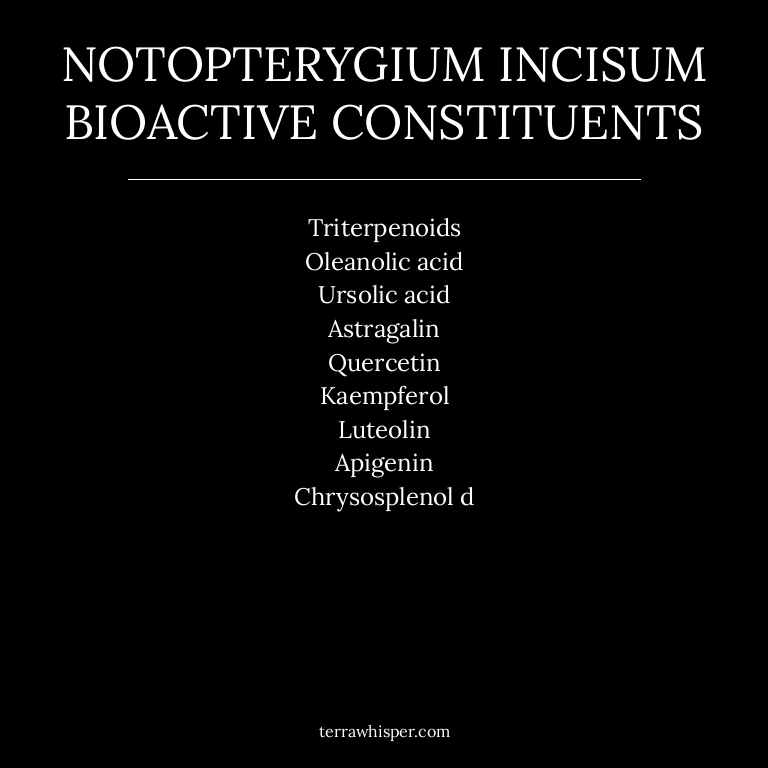 NOTOPTERYGIUM INCISUM
BIOACTIVE CONSTITUENTS
Triterpenoids
Oleanolic acid
Ursolic acid
Astragalin
Quercetin
Kaempferol
Luteolin
Apigenin
Chrysosplenol d
terrawhisper.com